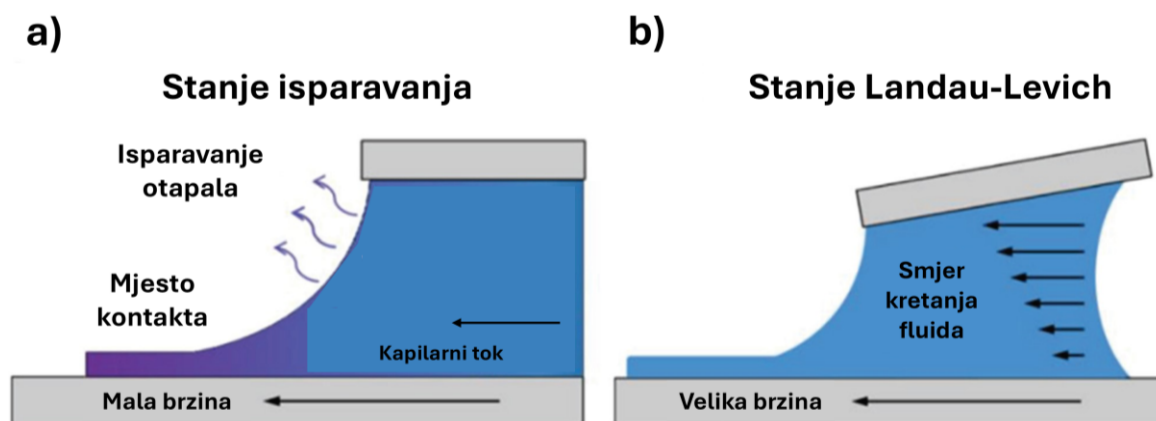 a)
Stanje isparavanja
Isparavanje
otapala
Mjesto
kontakta
Kapilarni tok
Mala brzina
b)
Stanje Landau-Levich
Smjer
kretanja
fluida
Velika brzina